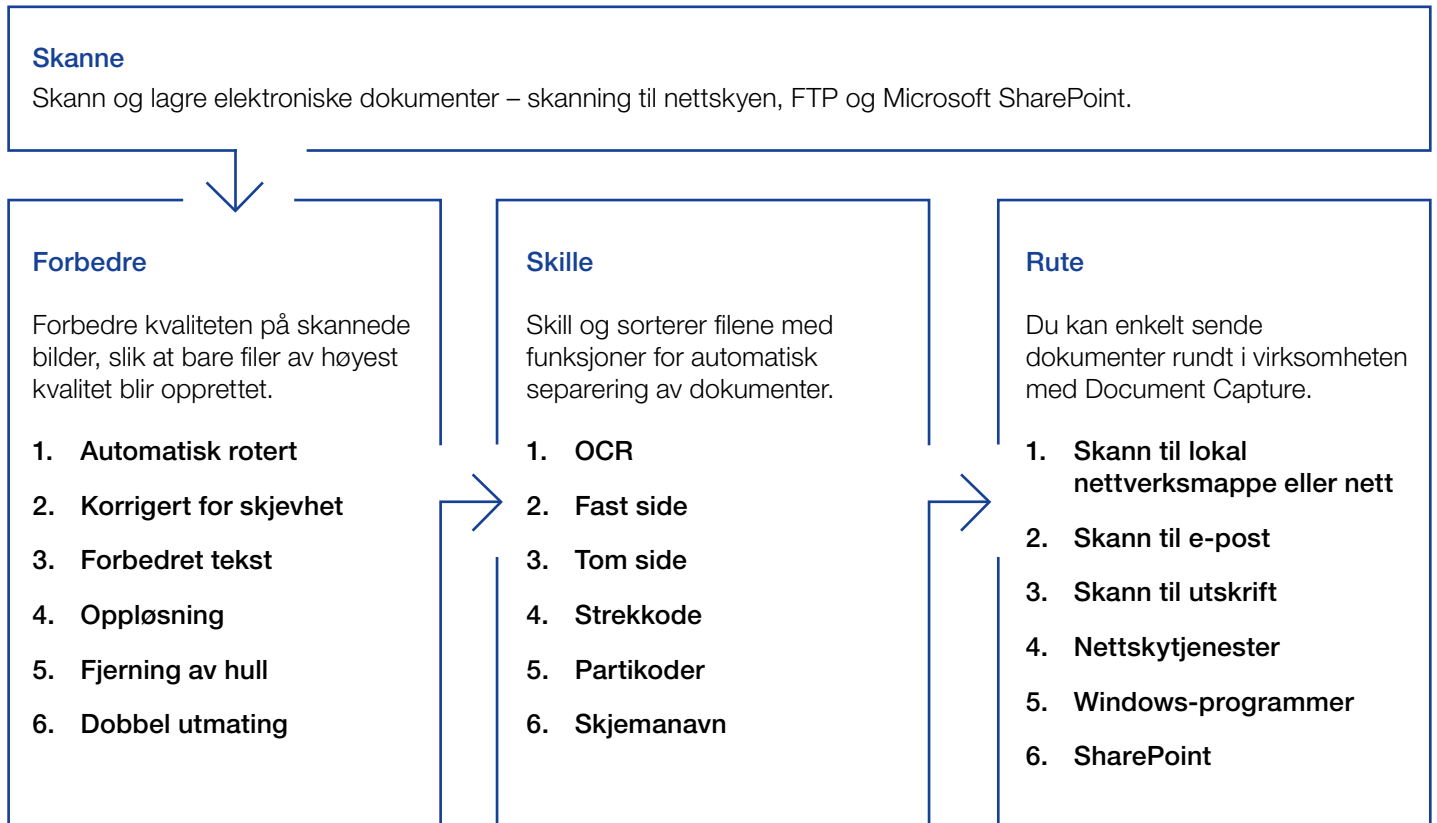 Skanne
Skann og lagre elektroniske dokumenter – skanning til nettskyen, FTP og Microsoft SharePoint.
Forbedre
Forbedre kvaliteten på skannede
bilder, slik at bare filer av høyest
kvalitet blir opprettet.
1. Automatisk rotert
2. Korrigert for skjevhet
3. Forbedret tekst
4. Oppløsning
5. Fjerning av hull
6. Dobbel utmating
Skille
Skill og sorterer filene med
funksjoner for automatisk
separering av dokumenter.
1. OCR
2. Fast side
3. Tom side
4. Strekkode
5. Partikoder
6. Skjemanavn
Rute
Du kan enkelt sende
dokumenter rundt i virksomheten
med Document Capture.
1. Skann til lokal
nettverksmappe eller nett
2. Skann til e-post
3. Skann til utskrift
4. Nettskytjenester
5. Windows-programmer
6. SharePoint